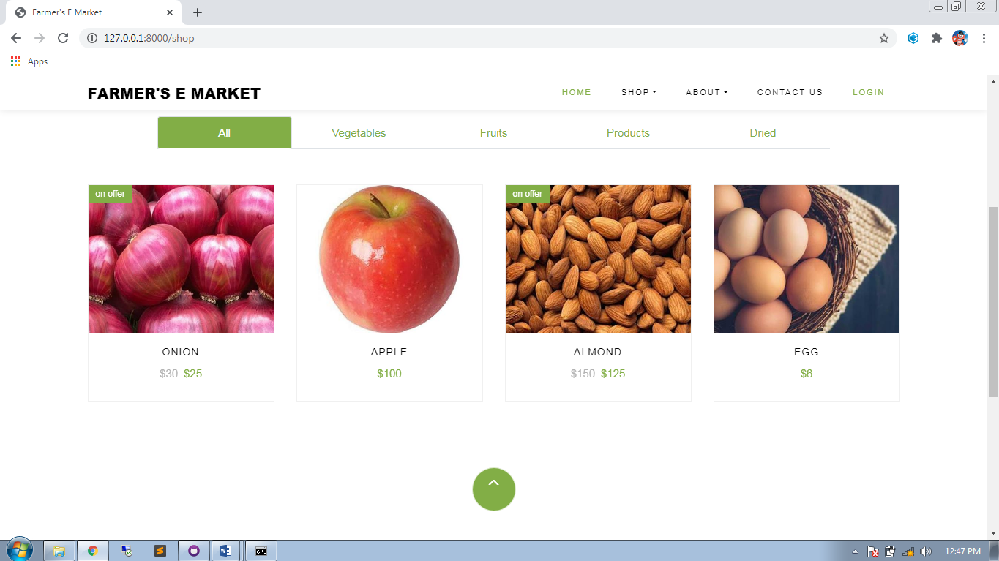 Farmer's E Market
127.0.0.1:8000/shop
Apps
FARMER'S E MARKET
HOME SHOP ABOUT CONTACT US LOGIN
All Vegetables Fruits Products Dried
on offer on offer
ONION APPLE ALMOND EGG
$30 $25 $100 $150 $125 $6
12:47 PM